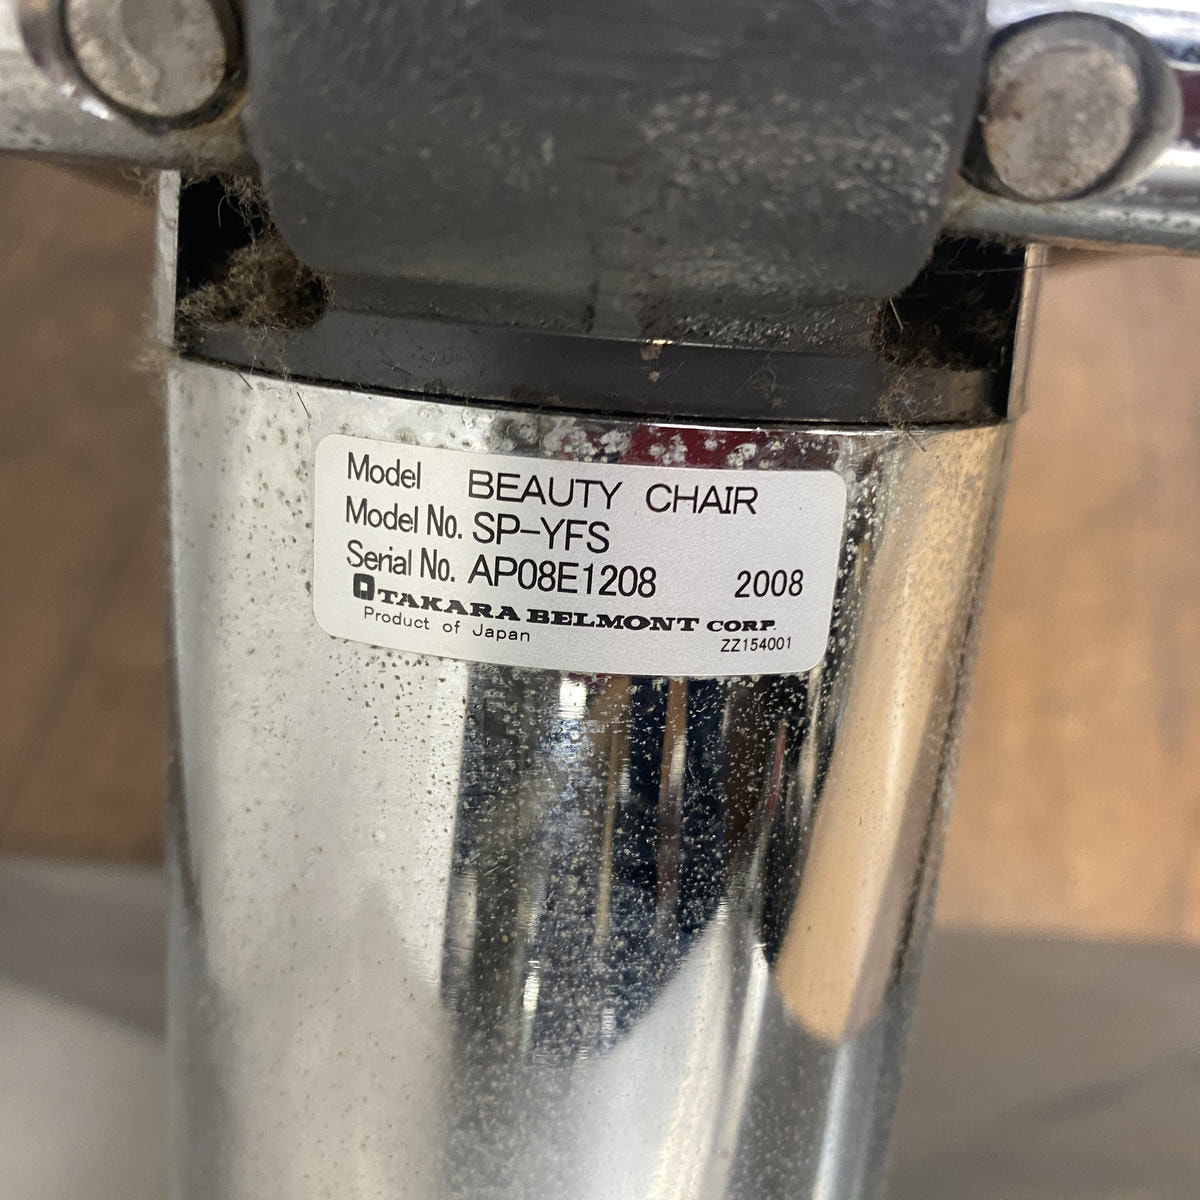 Model BEAUTY CHAIR
Model No. SP-YFS
Serial No. AP08E1208 2008
TAKARA BELMONT CORP.
Product of Japan ZZ154001